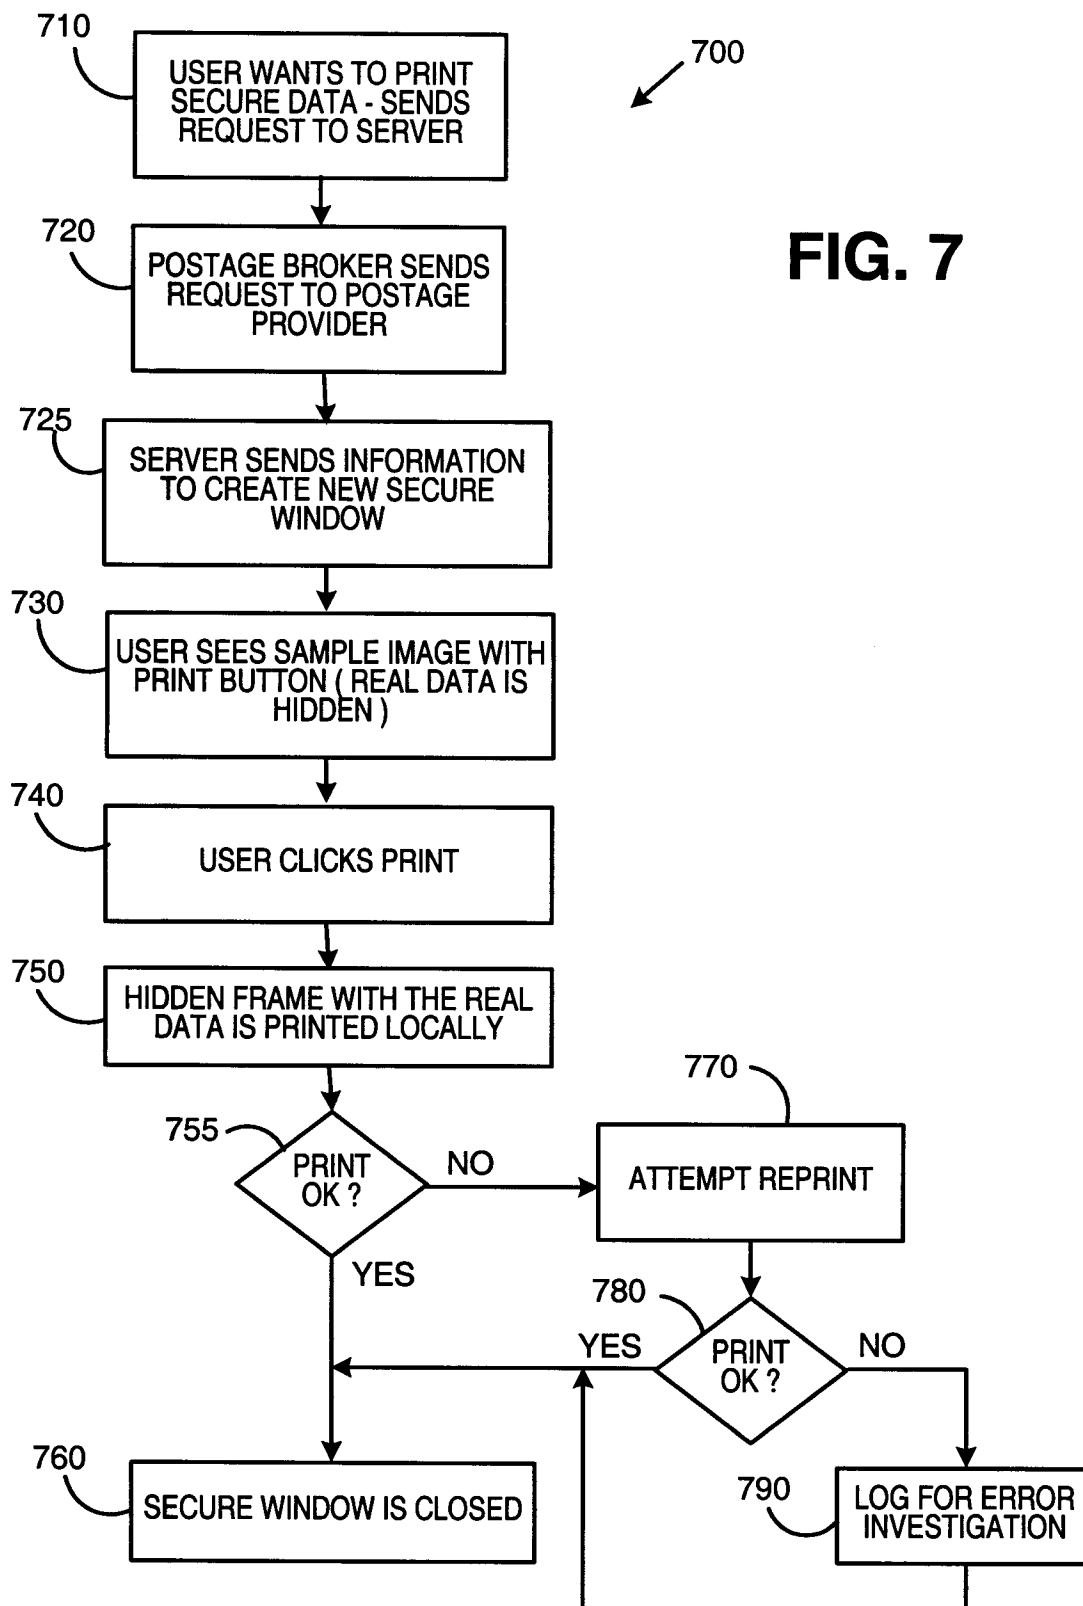 710
USER WANTS TO PRINT
SECURE DATA - SENDS
REQUEST TO SERVER
700
FIG. 7
720
POSTAGE BROKER SENDS
REQUEST TO POSTAGE
PROVIDER
725
SERVER SENDS INFORMATION
TO CREATE NEW SECURE
WINDOW
730
USER SEES SAMPLE IMAGE WITH
PRINT BUTTON ( REAL DATA IS
HIDDEN )
740
USER CLICKS PRINT
750
HIDDEN FRAME WITH THE REAL
DATA IS PRINTED LOCALLY
755
PRINT
OK ?
NO
YES
770
ATTEMPT REPRINT
780
PRINT
OK ?
YES
NO
760
SECURE WINDOW IS CLOSED
790
LOG FOR ERROR
INVESTIGATION